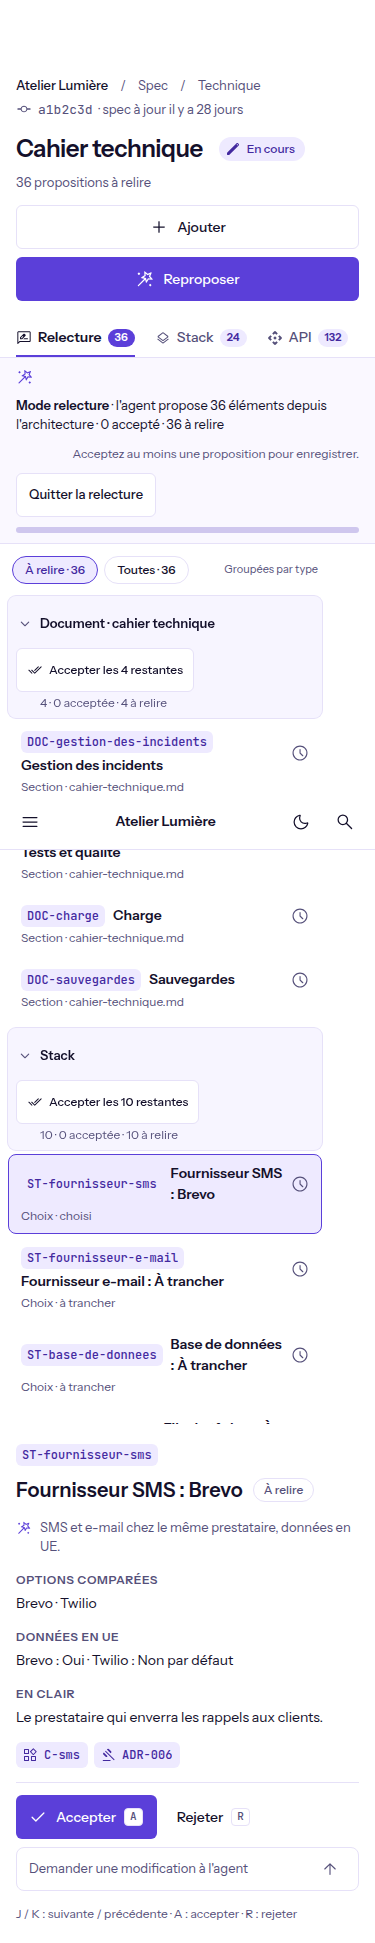 Atelier Lumière / Spec / Technique
a1b2c3d · spec à jour il y a 28 jours
Cahier technique En cours
36 propositions à relire
Ajouter
Reproposer
Relecture 36 Stack 24 API 132
Mode relecture · l'agent propose 36 éléments depuis
l'architecture · 0 accepté · 36 à relire
Acceptez au moins une proposition pour enregistrer.
Quitter la relecture
À relire · 36 Toutes · 36 Groupées par type
Document · cahier technique
Accepter les 4 restantes
4 · 0 acceptée · 4 à relire
DOC-gestion-des-incidents
Gestion des incidents
Section · cahier-technique.md
Atelier Lumière
Tests et qualité
Section · cahier-technique.md
DOC-charge Charge
Section · cahier-technique.md
DOC-sauvegardes Sauvegardes
Section · cahier-technique.md
Stack
Accepter les 10 restantes
10 · 0 acceptée · 10 à relire
ST-fournisseur-sms Fournisseur SMS
: Brevo
Choix · choisi
ST-fournisseur-e-mail
Fournisseur e-mail : À trancher
Choix · à trancher
ST-base-de-donnees Base de données
: À trancher
Choix · à trancher
ST-fournisseur-sms
Fournisseur SMS : Brevo À relire
SMS et e-mail chez le même prestataire, données en
UE.
OPTIONS COMPARÉES
Brevo · Twilio
DONNÉES EN UE
Brevo : Oui · Twilio : Non par défaut
EN CLAIR
Le prestataire qui enverra les rappels aux clients.
C-sms ADR-006
Accepter A Rejeter R
Demander une modification à l'agent
J / K : suivante / précédente · A : accepter · R : rejeter